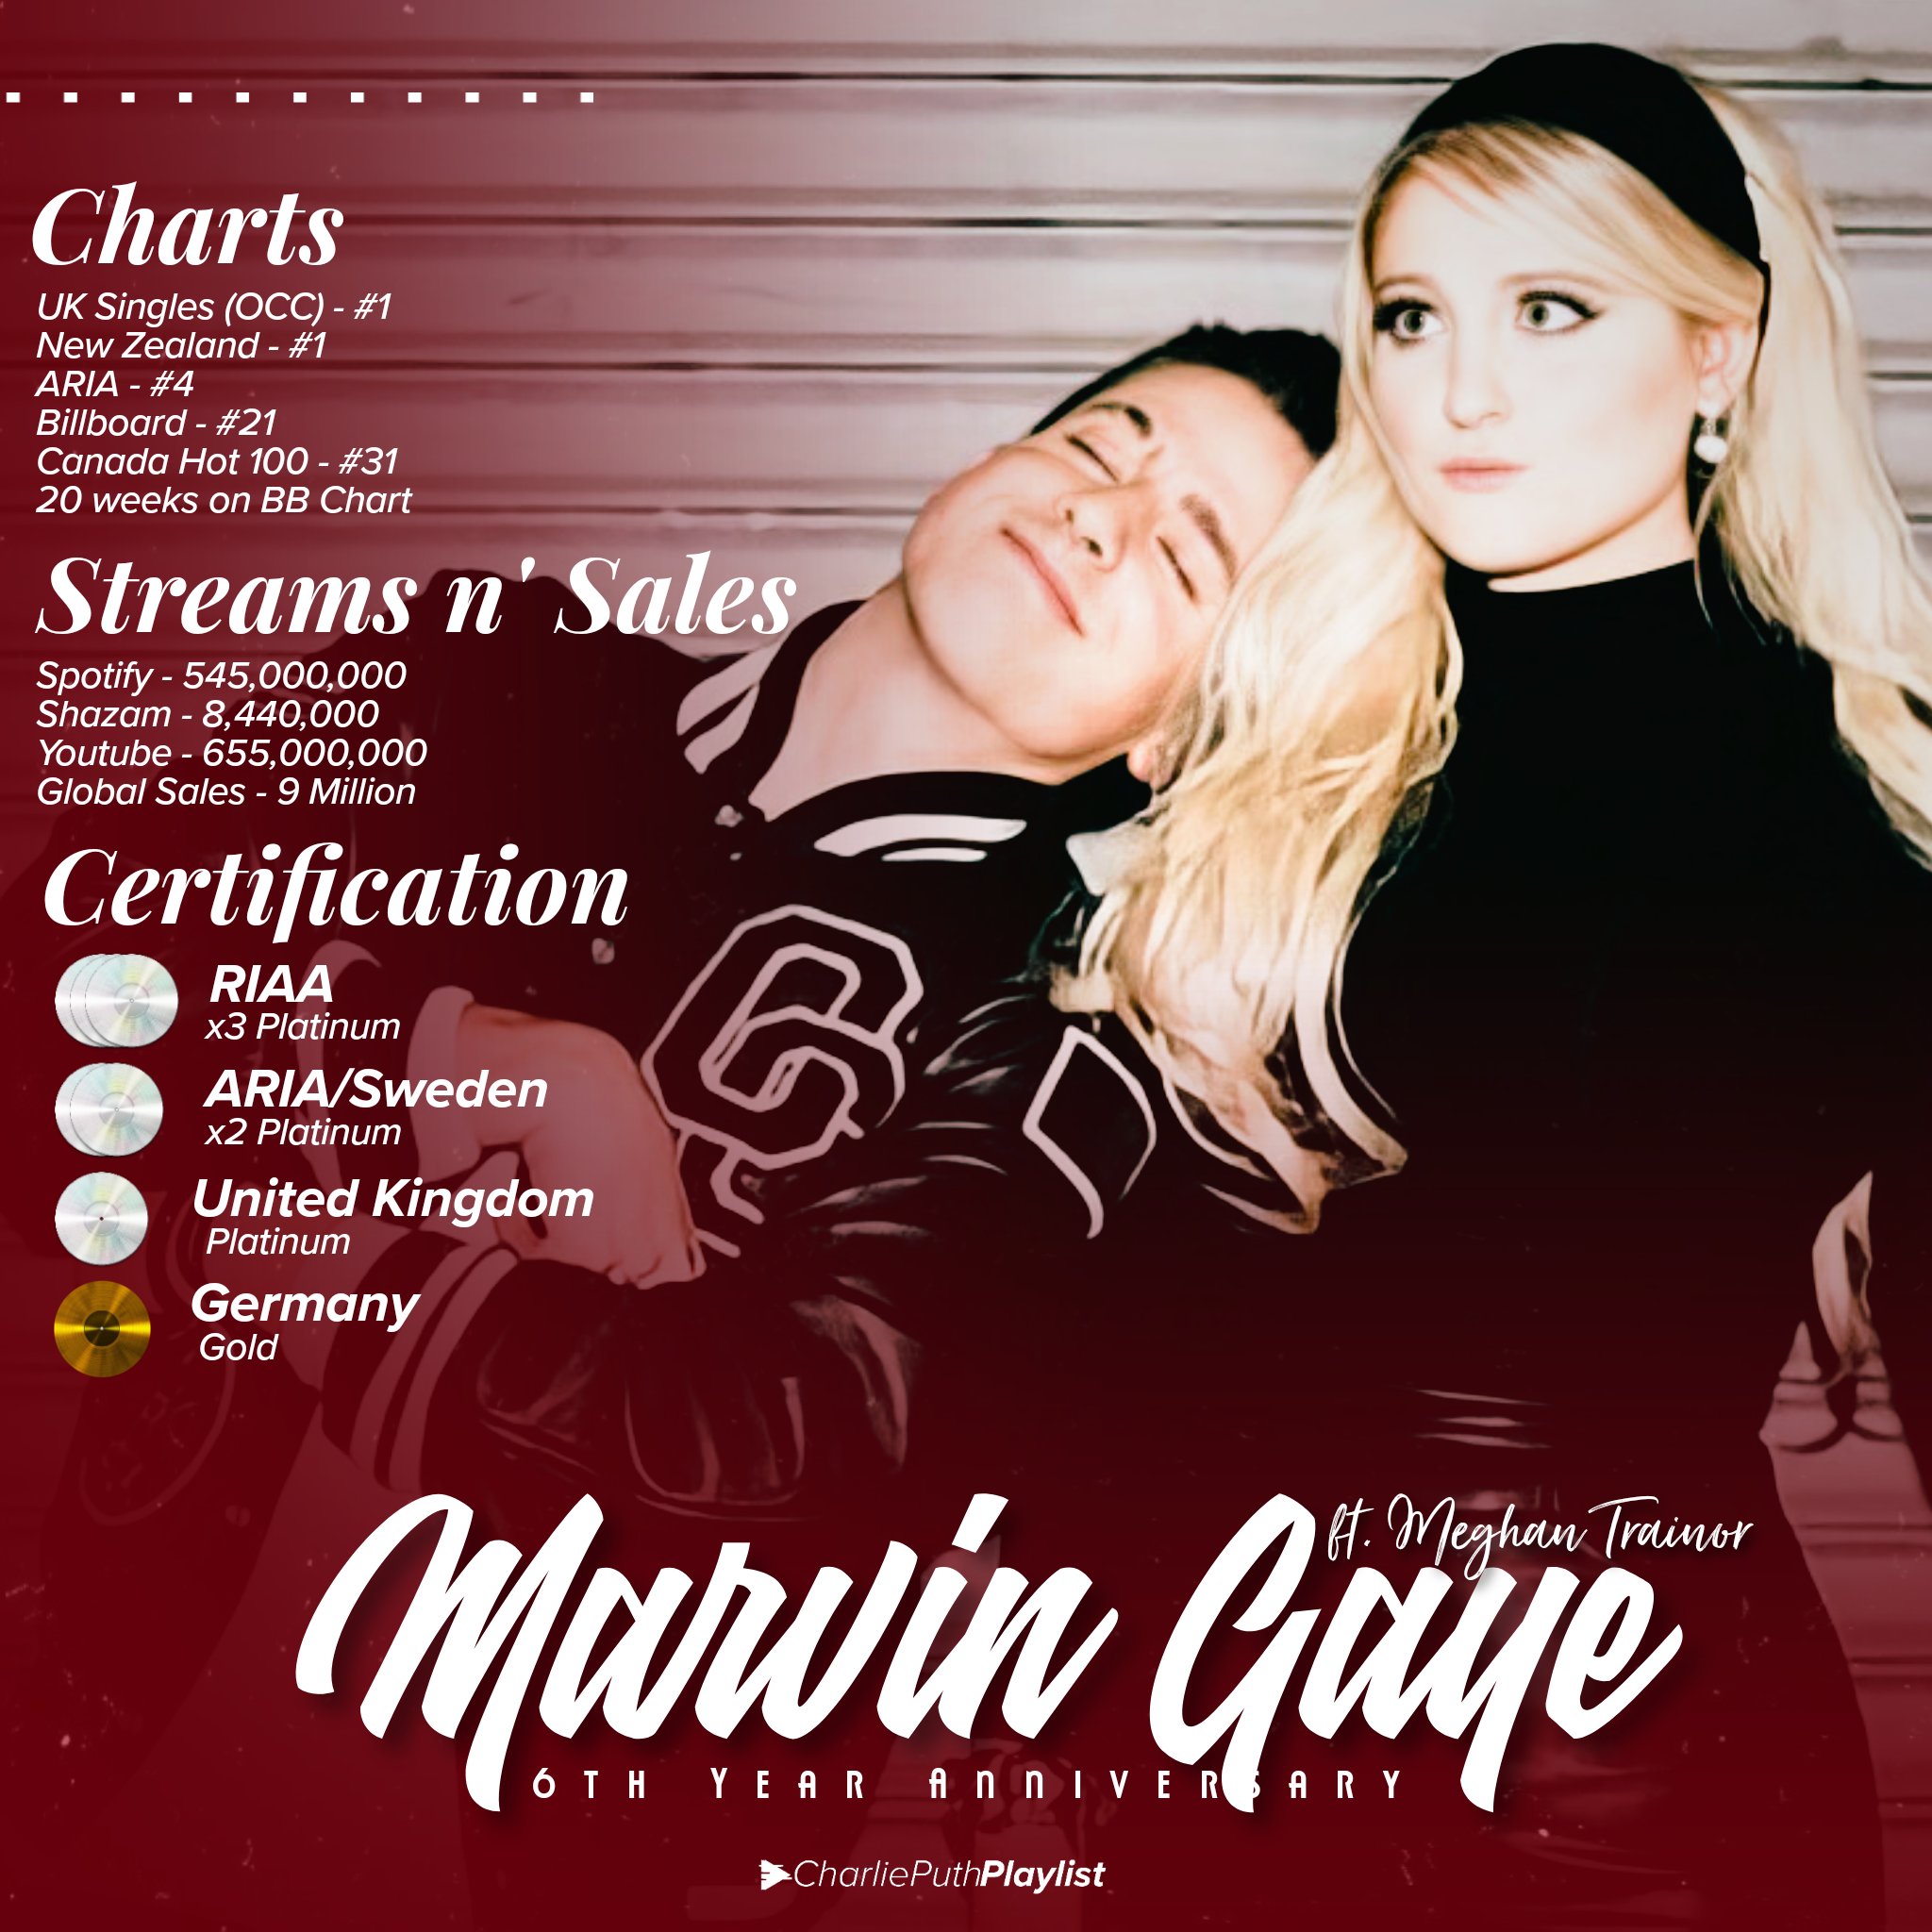 Charts
UK Singles (OCC) - #1
New Zealand - #1
ARIA - #4
Billboard - #21
Canada Hot 100 - #31
20 weeks on BB Chart
Streams n' Sales
Spotify - 545,000,000
Shazam - 8,440,000
Youtube - 655,000,000
Global Sales - 9 Million
Certification
RIAA
x3 Platinum
ARIA/Sweden
x2 Platinum
United Kingdom
Platinum
Germany
Gold
ft. Meghan Trainor
Marvin Gaye
6th Year Anniversary
CharliePuthPlaylist